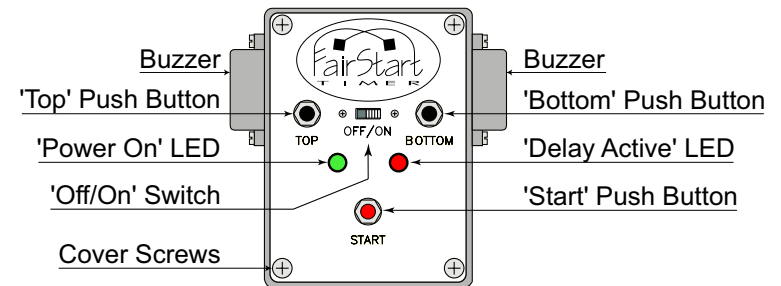 FairStart
TIMER
Buzzer
Buzzer
'Top' Push Button
'Bottom' Push Button
TOP
OFF/ON
BOTTOM
'Power On' LED
'Delay Active' LED
'Off/On' Switch
'Start' Push Button
START
Cover Screws